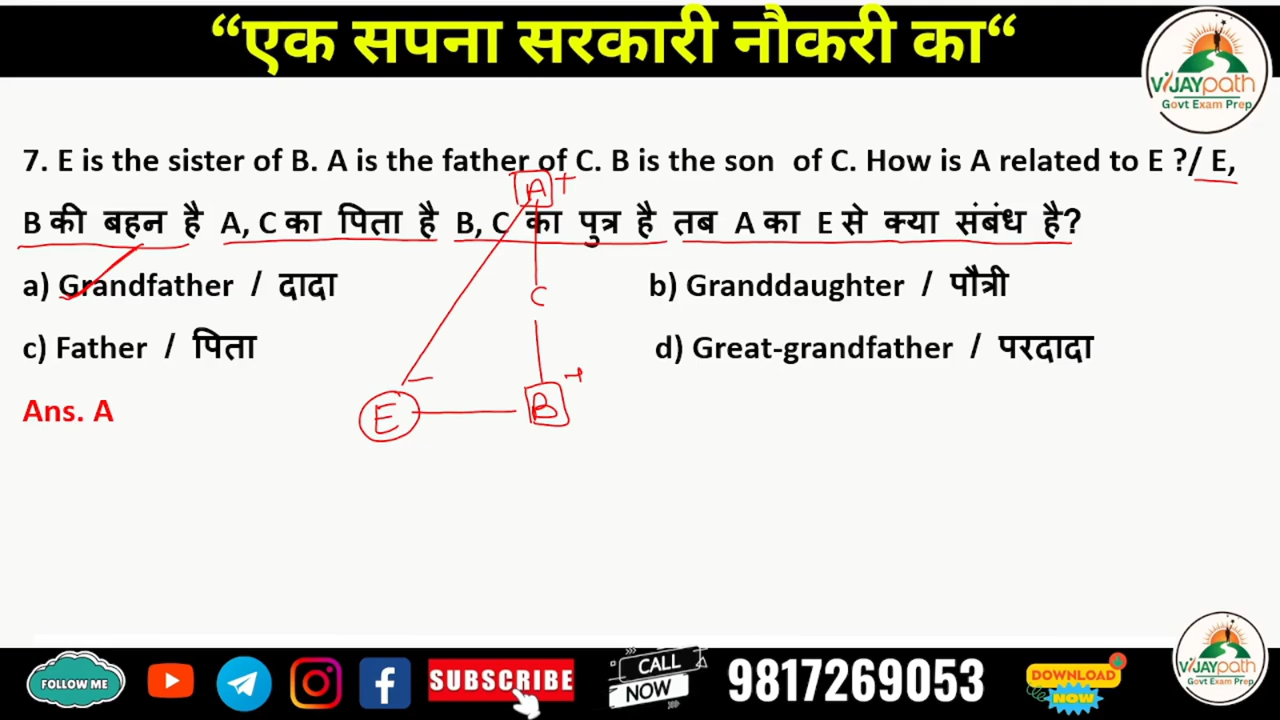 “एक सपना सरकारी नौकरी का“
ViJAYpath
Govt Exam Prep
7. E is the sister of B. A is the father of C. B is the son of C. How is A related to E ?/ E,
B की बहन है A, C का पिता है B, C का पुत्र है तब A का E से क्या संबंध है?
a) Grandfather / दादा
b) Granddaughter / पौत्री
c) Father / पिता
d) Great-grandfather / परदादा
Ans. A
A +
C
E −
B +
FOLLOW ME
SUBSCRIBE
CALL
NOW
9817269053
DOWNLOAD
NOW
ViJAYpath
Govt Exam Prep